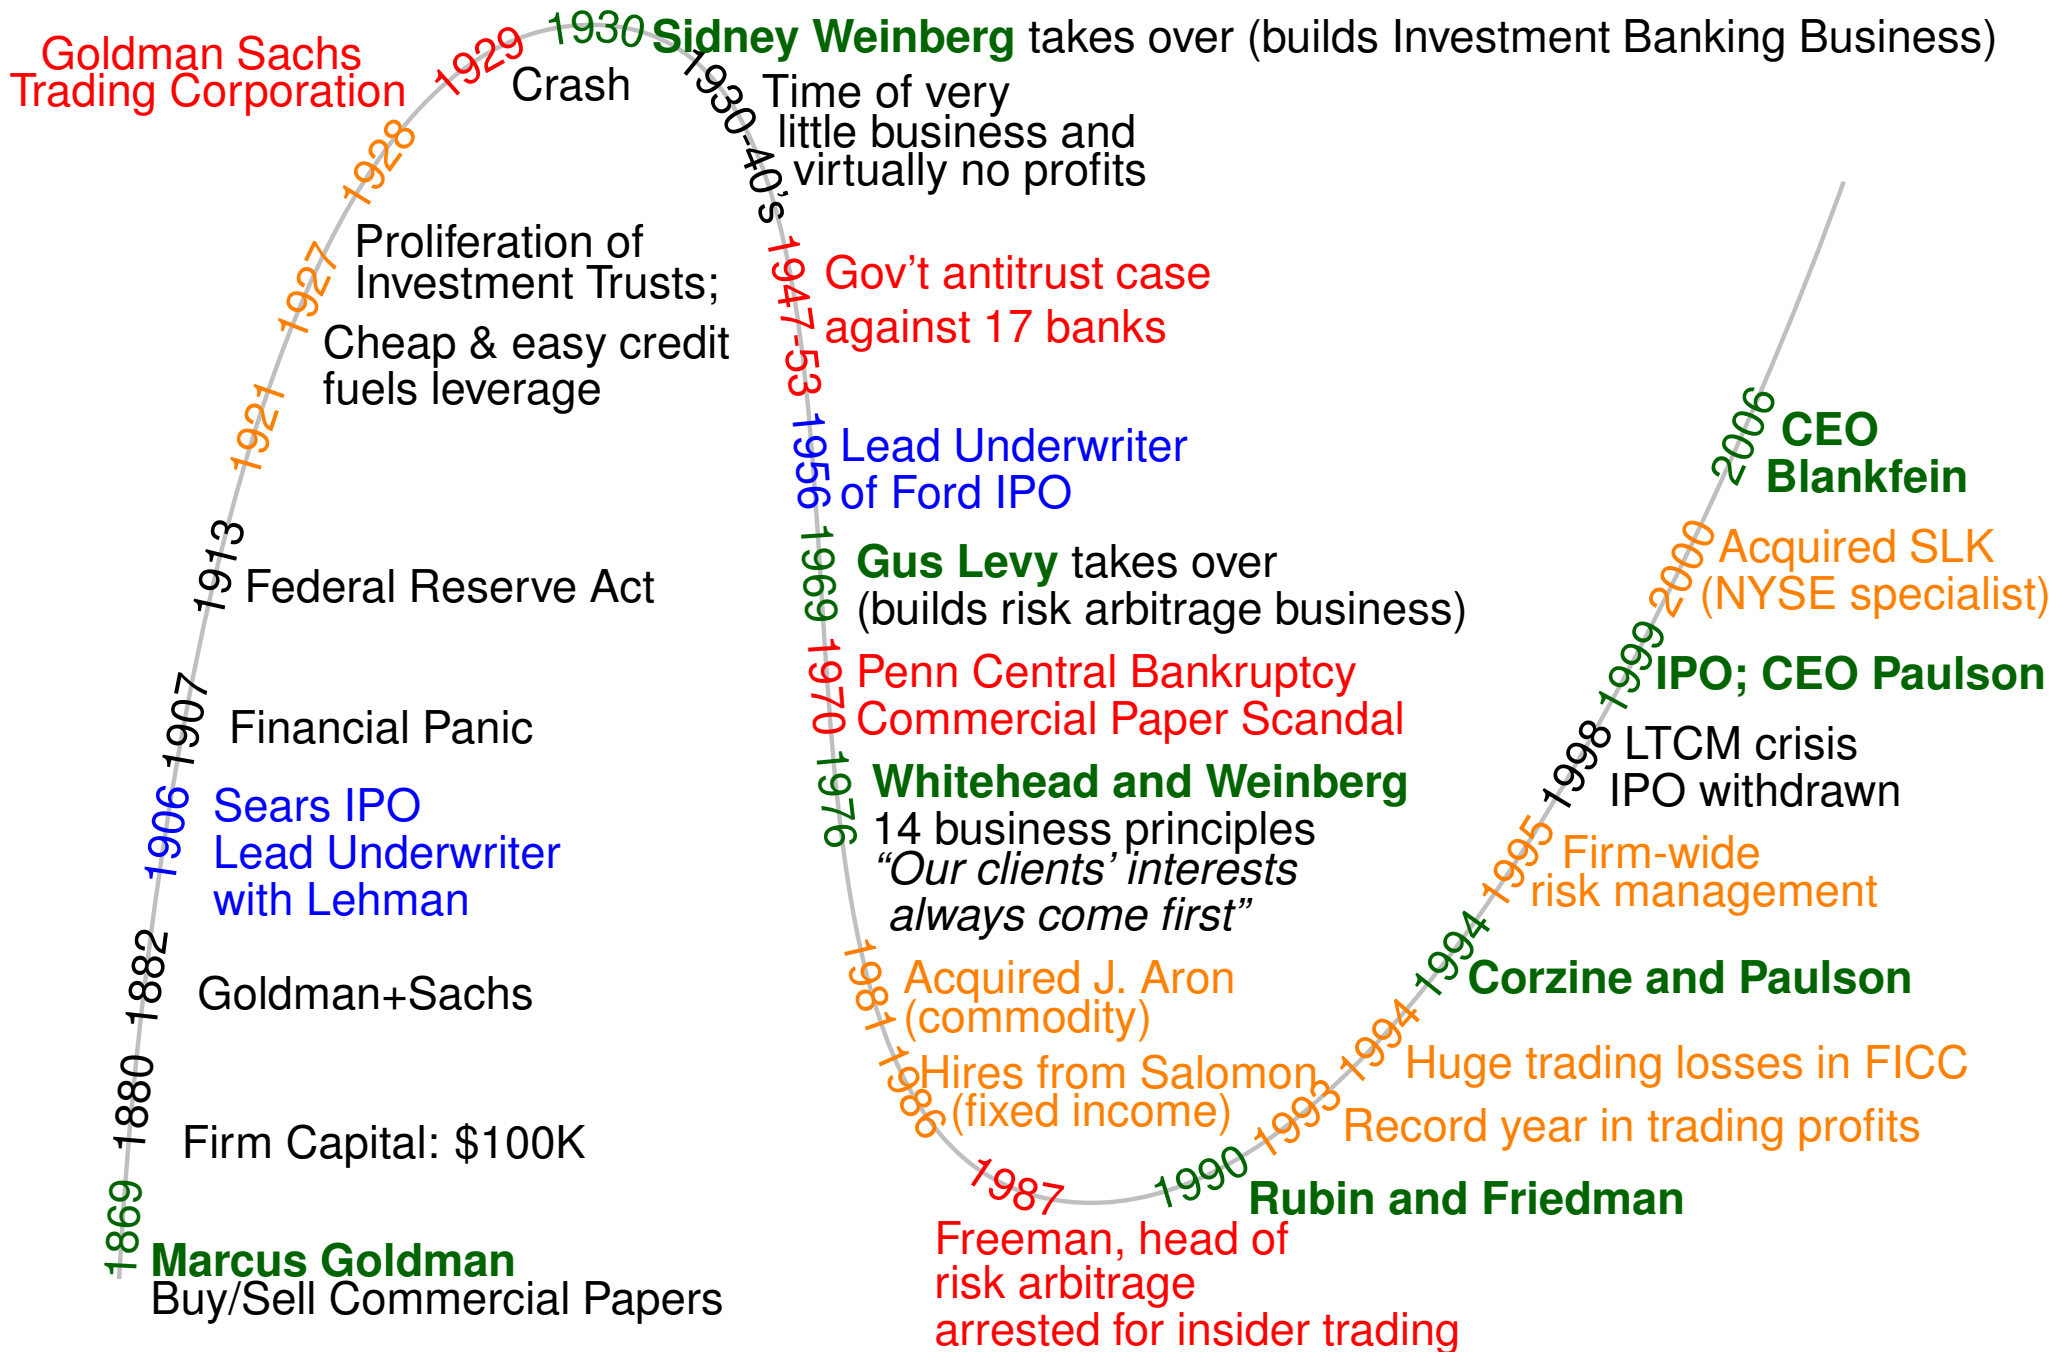 1869
Marcus Goldman
Buy/Sell Commercial Papers
1880
Firm Capital: $100K
1882
Goldman+Sachs
1906
Sears IPO
Lead Underwriter
with Lehman
1907
Financial Panic
1913
Federal Reserve Act
1921
Cheap & easy credit
fuels leverage
1927
Proliferation of
Investment Trusts;
1928
Goldman Sachs
Trading Corporation
1929
Crash
1930
Sidney Weinberg takes over (builds Investment Banking Business)
1930-40’s
Time of very
little business and
virtually no profits
1947-53
Gov’t antitrust case
against 17 banks
1956
Lead Underwriter
of Ford IPO
1969
Gus Levy takes over
(builds risk arbitrage business)
1970
Penn Central Bankruptcy
Commercial Paper Scandal
1976
Whitehead and Weinberg
14 business principles
“Our clients’ interests
always come first”
1981
Acquired J. Aron
(commodity)
1986
Hires from Salomon
(fixed income)
1987
Freeman, head of
risk arbitrage
arrested for insider trading
1990
Rubin and Friedman
1993
Record year in trading profits
1994
Huge trading losses in FICC
1994
Corzine and Paulson
1995
Firm-wide
risk management
1998
LTCM crisis
IPO withdrawn
1999
IPO; CEO Paulson
2000
Acquired SLK
(NYSE specialist)
2006
CEO
Blankfein